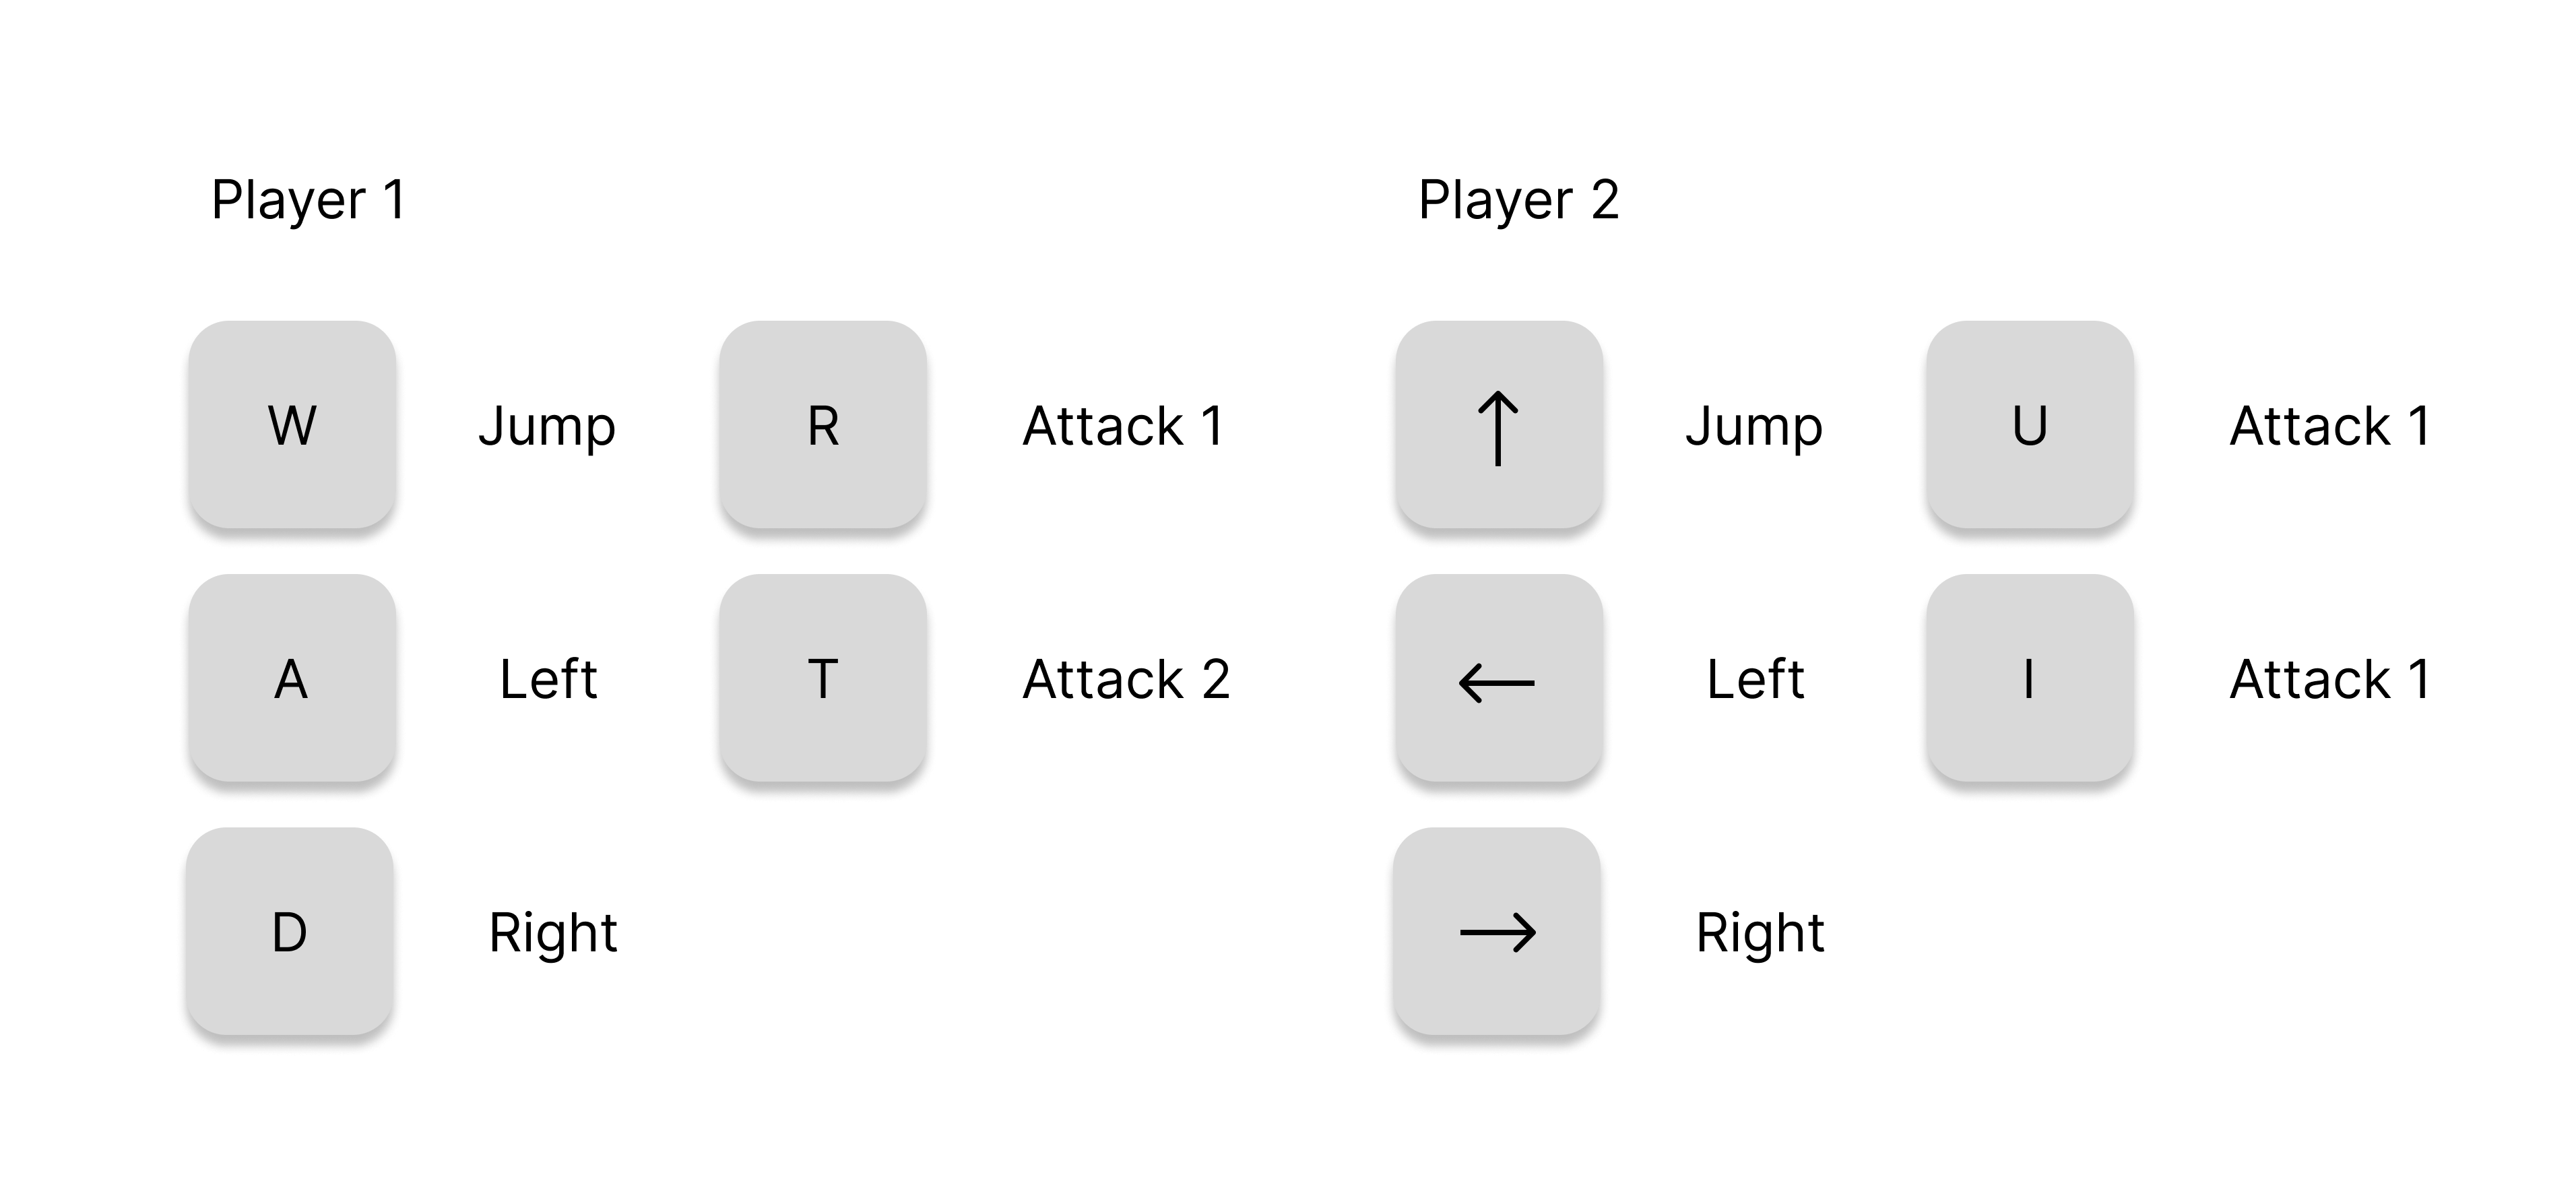 Player 1
Player 2
W Jump R Attack 1
↑ Jump U Attack 1
A Left T Attack 2
← Left I Attack 1
D Right
→ Right